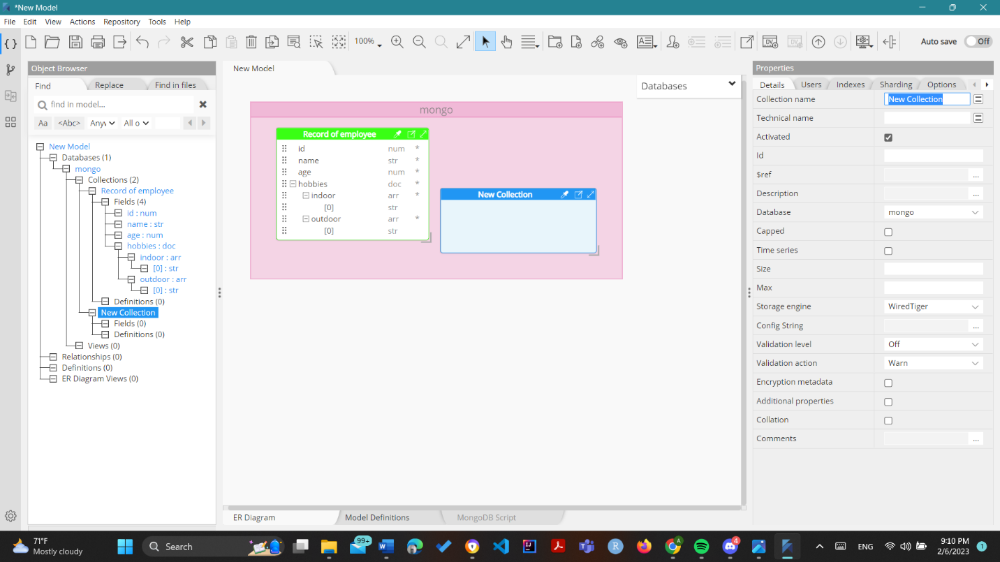 *New Model
File Edit View Actions Repository Tools Help
100%
Auto save Off
Object Browser
Find Replace Find in files
find in model...
Aa <Abc> Any All o
New Model
Databases (1)
mongo
Collections (2)
Record of employee
Fields (4)
id : num
name : str
age : num
hobbies : doc
indoor : arr
[0] : str
outdoor : arr
[0] : str
Definitions (0)
New Collection
Fields (0)
Definitions (0)
Views (0)
Relationships (0)
Definitions (0)
ER Diagram Views (0)
New Model
Databases
mongo
Record of employee
id num *
name str *
age num *
hobbies doc *
indoor arr *
[0] str
outdoor arr *
[0] str
New Collection
ER Diagram Model Definitions MongoDB Script
Properties
Details Users Indexes Sharding Options
Collection name New Collection
Technical name
Activated
Id
$ref ...
Description ...
Database mongo
Capped
Time series
Size
Max
Storage engine WiredTiger
Config String ...
Validation level Off
Validation action Warn
Encryption metadata
Additional properties
Collation
Comments ...
71°F
Mostly cloudy
Search
99+
4
ENG
9:10 PM
2/6/2023
1